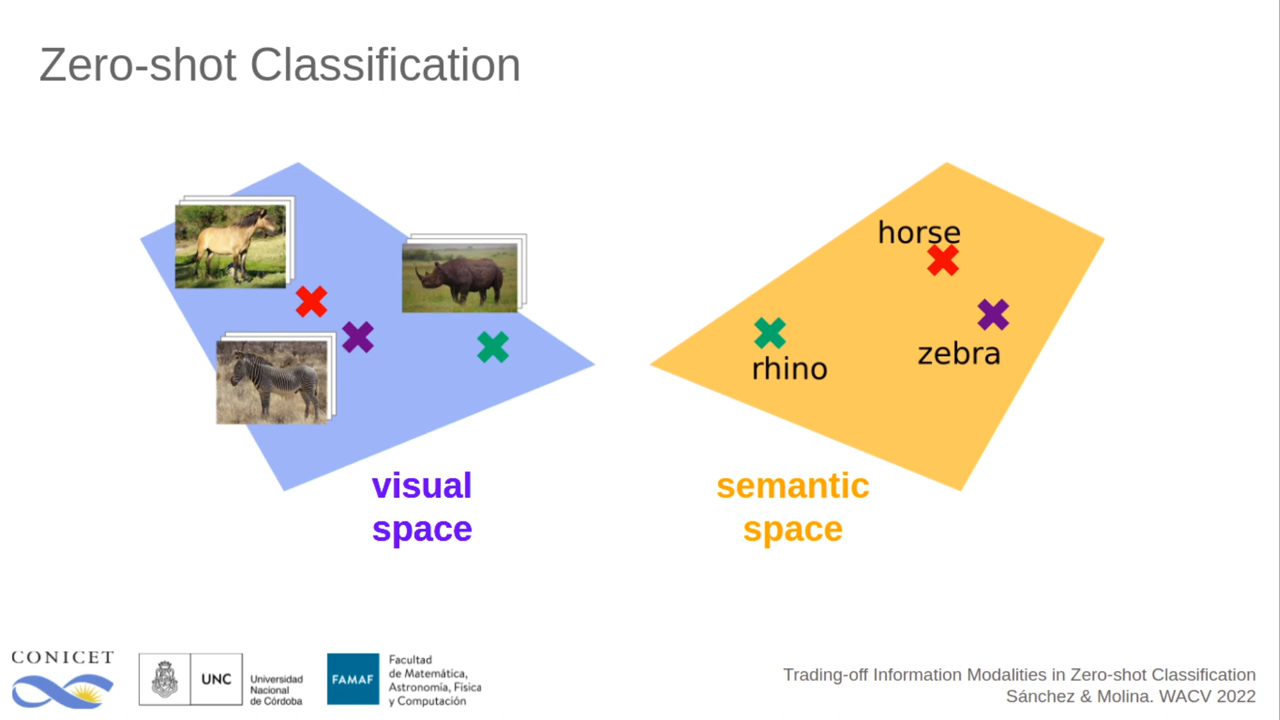 Zero-shot Classification
horse
zebra
rhino
visual
space
semantic
space
CONICET
UNC
Universidad
Nacional
de Córdoba
FAMAF
Facultad
de Matemática,
Astronomía, Física
y Computación
Trading-off Information Modalities in Zero-shot Classification
Sánchez & Molina. WACV 2022